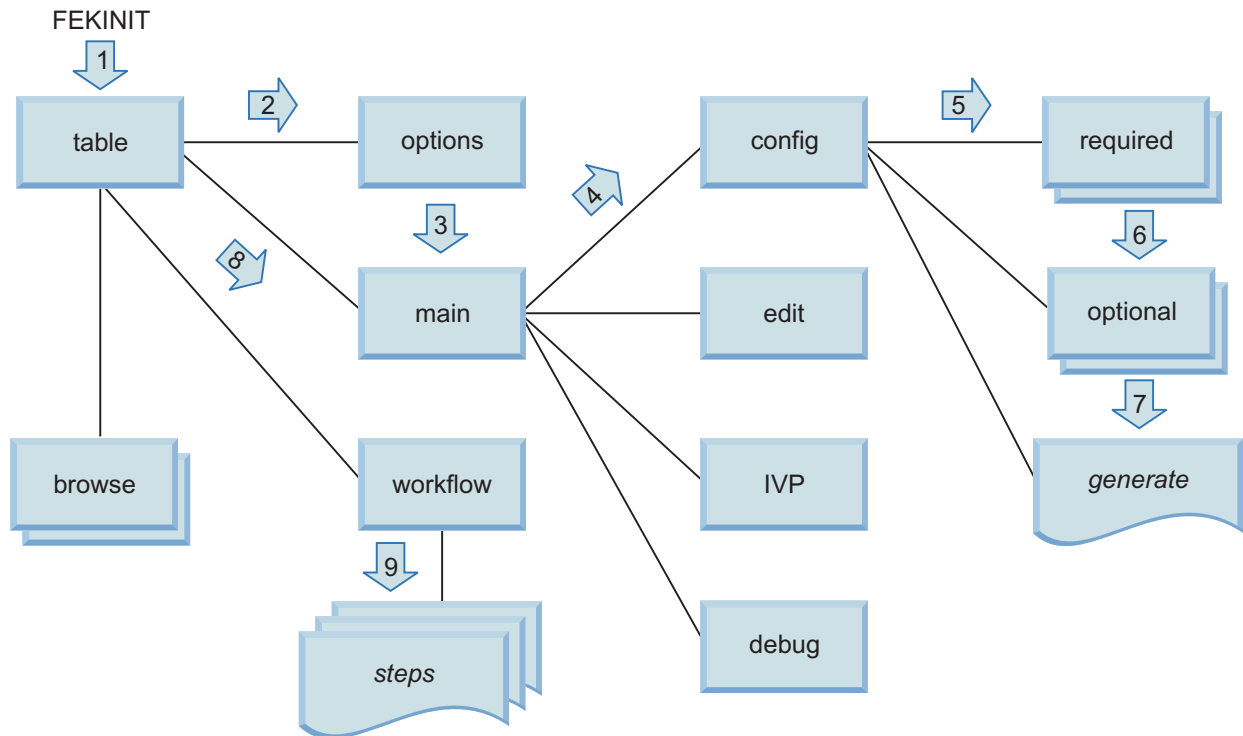 FEKINIT
1
2
5
table
options
config
required
4
3
6
8
main
edit
optional
7
browse
workflow
IVP
generate
9
debug
steps